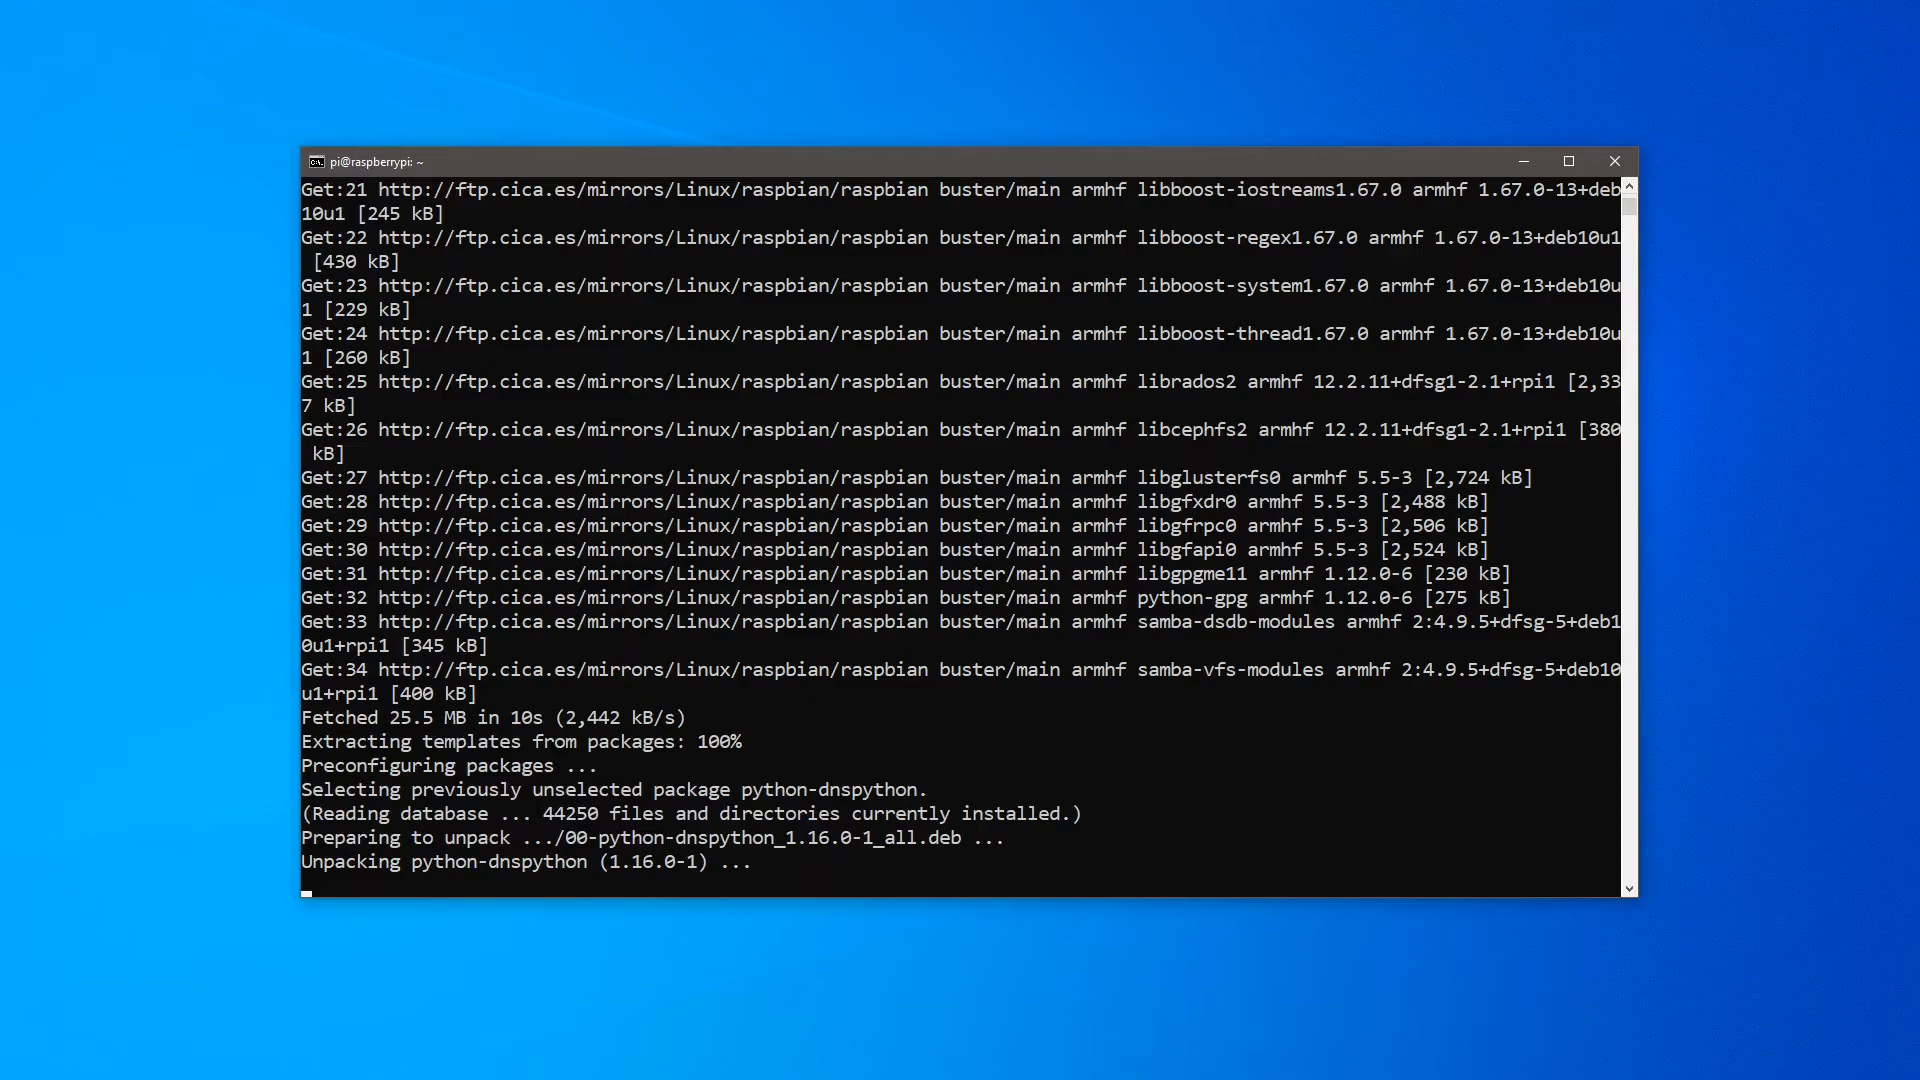 pi@raspberrypi: ~
Get:21 http://ftp.cica.es/mirrors/Linux/raspbian/raspbian buster/main armhf libboost-iostreams1.67.0 armhf 1.67.0-13+deb
10u1 [245 kB]
Get:22 http://ftp.cica.es/mirrors/Linux/raspbian/raspbian buster/main armhf libboost-regex1.67.0 armhf 1.67.0-13+deb10u1
 [430 kB]
Get:23 http://ftp.cica.es/mirrors/Linux/raspbian/raspbian buster/main armhf libboost-system1.67.0 armhf 1.67.0-13+deb10u
1 [229 kB]
Get:24 http://ftp.cica.es/mirrors/Linux/raspbian/raspbian buster/main armhf libboost-thread1.67.0 armhf 1.67.0-13+deb10u
1 [260 kB]
Get:25 http://ftp.cica.es/mirrors/Linux/raspbian/raspbian buster/main armhf librados2 armhf 12.2.11+dfsg1-2.1+rpi1 [2,33
7 kB]
Get:26 http://ftp.cica.es/mirrors/Linux/raspbian/raspbian buster/main armhf libcephfs2 armhf 12.2.11+dfsg1-2.1+rpi1 [380
 kB]
Get:27 http://ftp.cica.es/mirrors/Linux/raspbian/raspbian buster/main armhf libglusterfs0 armhf 5.5-3 [2,724 kB]
Get:28 http://ftp.cica.es/mirrors/Linux/raspbian/raspbian buster/main armhf libgfxdr0 armhf 5.5-3 [2,488 kB]
Get:29 http://ftp.cica.es/mirrors/Linux/raspbian/raspbian buster/main armhf libgfrpc0 armhf 5.5-3 [2,506 kB]
Get:30 http://ftp.cica.es/mirrors/Linux/raspbian/raspbian buster/main armhf libgfapi0 armhf 5.5-3 [2,524 kB]
Get:31 http://ftp.cica.es/mirrors/Linux/raspbian/raspbian buster/main armhf libgpgme11 armhf 1.12.0-6 [230 kB]
Get:32 http://ftp.cica.es/mirrors/Linux/raspbian/raspbian buster/main armhf python-gpg armhf 1.12.0-6 [275 kB]
Get:33 http://ftp.cica.es/mirrors/Linux/raspbian/raspbian buster/main armhf samba-dsdb-modules armhf 2:4.9.5+dfsg-5+deb1
0u1+rpi1 [345 kB]
Get:34 http://ftp.cica.es/mirrors/Linux/raspbian/raspbian buster/main armhf samba-vfs-modules armhf 2:4.9.5+dfsg-5+deb10
u1+rpi1 [400 kB]
Fetched 25.5 MB in 10s (2,442 kB/s)
Extracting templates from packages: 100%
Preconfiguring packages ...
Selecting previously unselected package python-dnspython.
(Reading database ... 44250 files and directories currently installed.)
Preparing to unpack .../00-python-dnspython_1.16.0-1_all.deb ...
Unpacking python-dnspython (1.16.0-1) ...